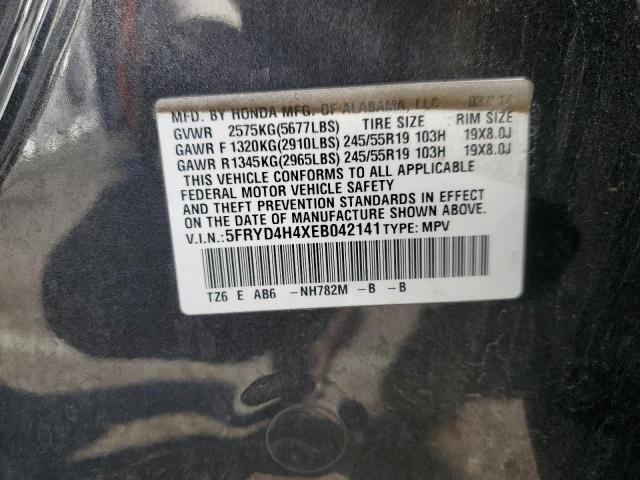 MFD. BY HONDA MFG. OF ALABAMA, LLC.
GVWR 2575KG(5677LBS) TIRE SIZE RIM SIZE
GAWR F 1320KG(2910LBS) 245/55R19 103H 19X8.0J
GAWR R1345KG(2965LBS) 245/55R19 103H 19X8.0J
THIS VEHICLE CONFORMS TO ALL APPLICABLE
FEDERAL MOTOR VEHICLE SAFETY
AND THEFT PREVENTION STANDARDS IN EFFECT
ON THE DATE OF MANUFACTURE SHOWN ABOVE.
V.I.N.:5FRYD4H4XEB042141 TYPE: MPV
TZ6 E AB6 -NH782M -B -B